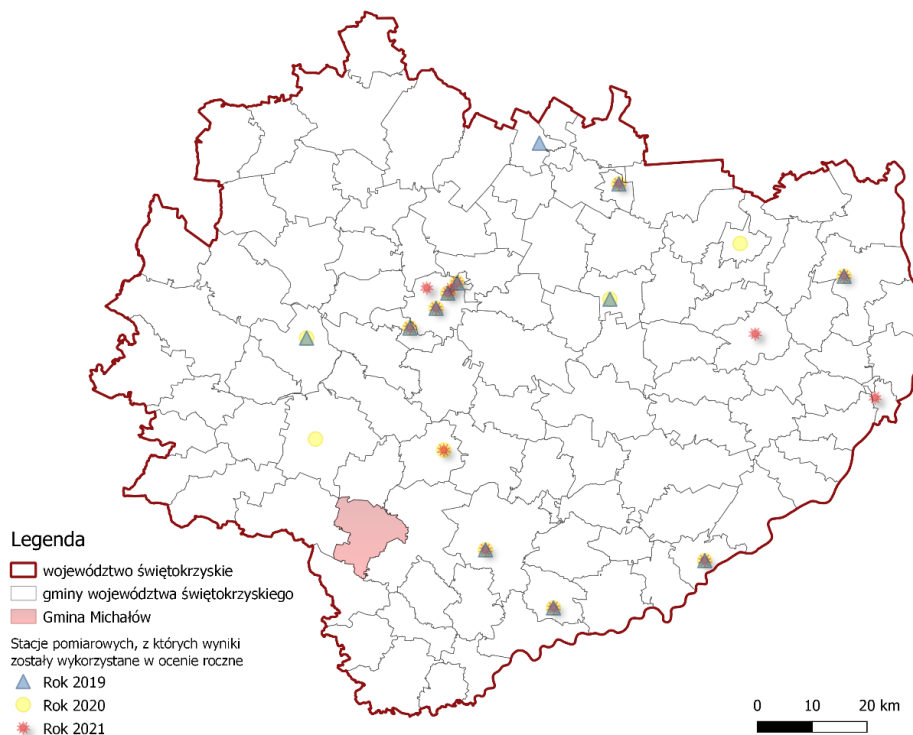 Legenda
województwo świętokrzyskie
gminy województwa świętokrzyskiego
Gmina Michałów
Stacje pomiarowych, z których wyniki
zostały wykorzystane w ocenie roczne
Rok 2019
Rok 2020
Rok 2021
0 10 20 km